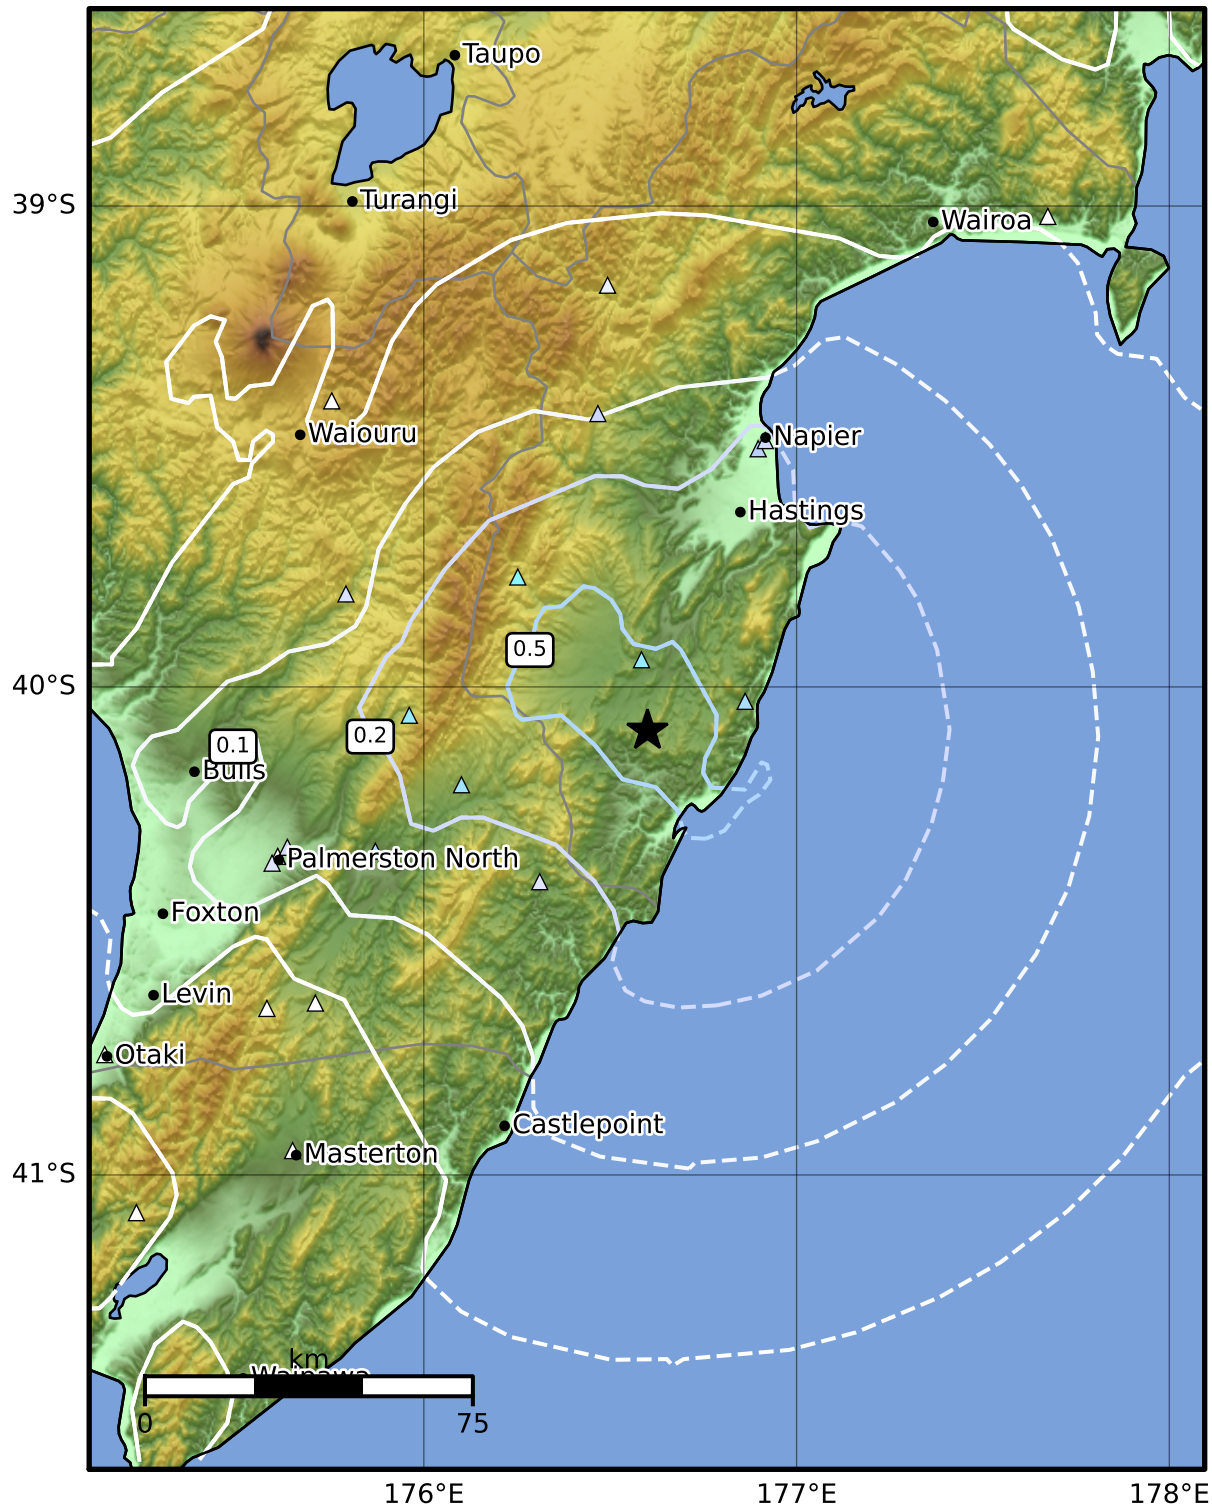 Taupo
39°S
Turangi
Wairoa
Waiouru
Napier
Hastings
0.5
40°S
0.2
0.1
Bulls
Palmerston North
Foxton
Levin
Otaki
Castlepoint
Masterton
41°S
km
0
75
176°E
177°E
178°E